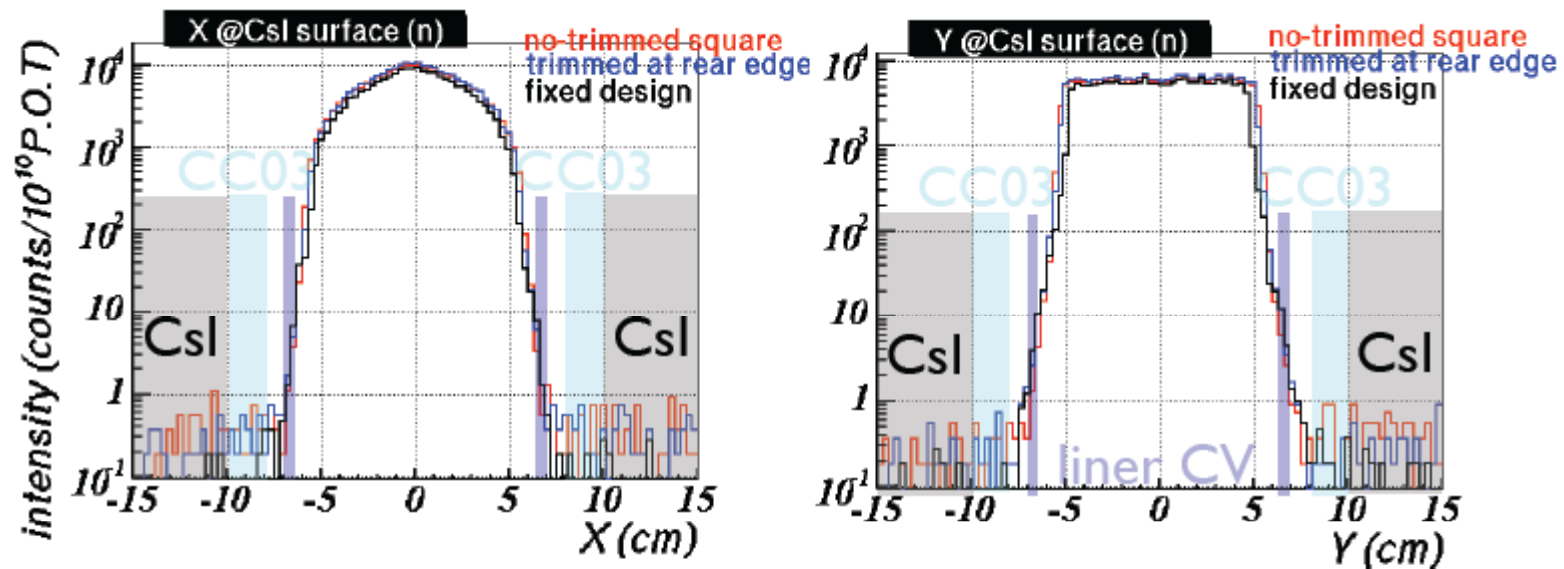 X @CsI surface (n)
no-trimmed square
trimmed at rear edge
fixed design
intensity (counts/10¹⁰P.O.T)
10⁴
10³
10²
10
1
10⁻¹
CC03
CC03
CsI
CsI
-15 -10 -5 0 5 10 15
X (cm)
Y @CsI surface (n)
no-trimmed square
trimmed at rear edge
fixed design
10⁴
10³
10²
10
1
10⁻¹
CC03
CC03
CsI
CsI
liner CV
-15 -10 -5 0 5 10 15
Y (cm)